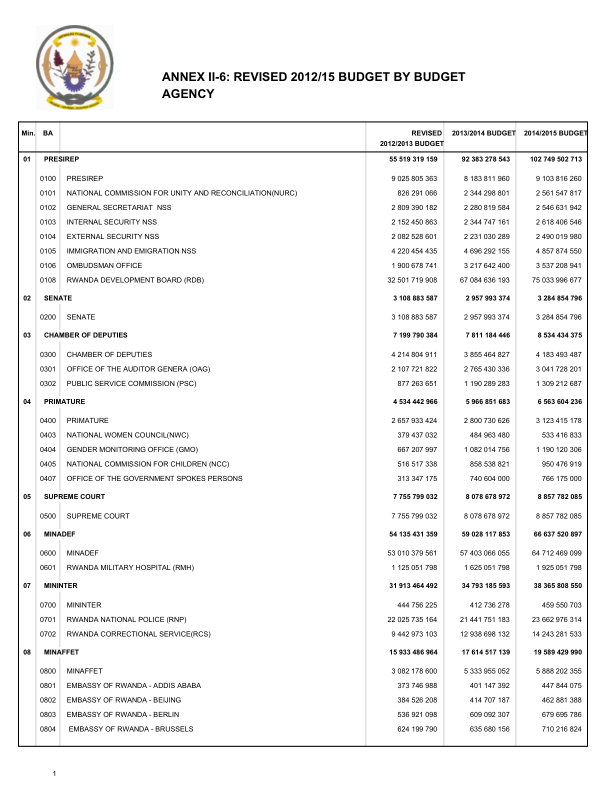 ANNEX II-6: REVISED 2012/15 BUDGET BY BUDGET
AGENCY
Min. BA REVISED 2012/2013 BUDGET 2013/2014 BUDGET 2014/2015 BUDGET
01 PRESIREP 55 519 319 159 92 383 278 543 102 749 502 713
0100 PRESIREP 9 025 805 363 8 183 811 960 9 103 816 260
0101 NATIONAL COMMISSION FOR UNITY AND RECONCILIATION(NURC) 826 291 066 2 344 298 801 2 561 547 817
0102 GENERAL SECRETARIAT NSS 2 809 390 182 2 280 819 584 2 546 631 942
0103 INTERNAL SECURITY NSS 2 152 450 863 2 344 747 161 2 618 406 546
0104 EXTERNAL SECURITY NSS 2 082 528 601 2 231 030 289 2 490 019 980
0105 IMMIGRATION AND EMIGRATION NSS 4 220 454 435 4 696 292 155 4 857 874 550
0106 OMBUDSMAN OFFICE 1 900 678 741 3 217 642 400 3 537 208 941
0108 RWANDA DEVELOPMENT BOARD (RDB) 32 501 719 908 67 084 636 193 75 033 996 677
02 SENATE 3 108 883 587 2 957 993 374 3 284 854 796
0200 SENATE 3 108 883 587 2 957 993 374 3 284 854 796
03 CHAMBER OF DEPUTIES 7 199 790 384 7 811 184 446 8 534 434 375
0300 CHAMBER OF DEPUTIES 4 214 804 911 3 855 464 827 4 183 493 487
0301 OFFICE OF THE AUDITOR GENERA (OAG) 2 107 721 822 2 765 430 336 3 041 728 201
0302 PUBLIC SERVICE COMMISSION (PSC) 877 263 651 1 190 289 283 1 309 212 687
04 PRIMATURE 4 534 442 966 5 966 851 683 6 563 604 236
0400 PRIMATURE 2 657 933 424 2 800 730 626 3 123 415 178
0403 NATIONAL WOMEN COUNCIL(NWC) 379 437 032 484 963 480 533 416 833
0404 GENDER MONITORING OFFICE (GMO) 667 207 997 1 082 014 756 1 190 120 306
0405 NATIONAL COMMISSION FOR CHILDREN (NCC) 516 517 338 858 538 821 950 476 919
0407 OFFICE OF THE GOVERNMENT SPOKES PERSONS 313 347 175 740 604 000 766 175 000
05 SUPREME COURT 7 755 799 032 8 078 678 972 8 857 782 085
0500 SUPREME COURT 7 755 799 032 8 078 678 972 8 857 782 085
06 MINADEF 54 135 431 359 59 028 117 853 66 637 520 897
0600 MINADEF 53 010 379 561 57 403 066 055 64 712 469 099
0601 RWANDA MILITARY HOSPITAL (RMH) 1 125 051 798 1 625 051 798 1 925 051 798
07 MININTER 31 913 464 492 34 793 185 593 38 365 808 550
0700 MININTER 444 756 225 412 736 278 459 550 703
0701 RWANDA NATIONAL POLICE (RNP) 22 025 735 164 21 441 751 183 23 662 976 314
0702 RWANDA CORRECTIONAL SERVICE(RCS) 9 442 973 103 12 938 698 132 14 243 281 533
08 MINAFFET 15 933 486 964 17 614 517 139 19 589 429 990
0800 MINAFFET 3 082 178 600 5 333 955 052 5 888 202 355
0801 EMBASSY OF RWANDA - ADDIS ABABA 373 746 988 401 147 392 447 844 075
0802 EMBASSY OF RWANDA - BEIJING 384 526 208 414 707 187 462 881 388
0803 EMBASSY OF RWANDA - BERLIN 536 921 098 609 092 307 679 695 786
0804 EMBASSY OF RWANDA - BRUSSELS 624 199 790 635 680 156 710 216 824
1